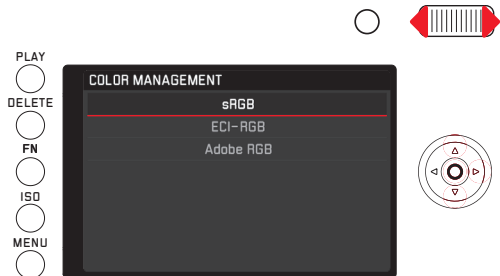 PLAY
COLOR MANAGEMENT
DELETE
sRGB
ECI-RGB
FN
Adobe RGB
ISO
MENU